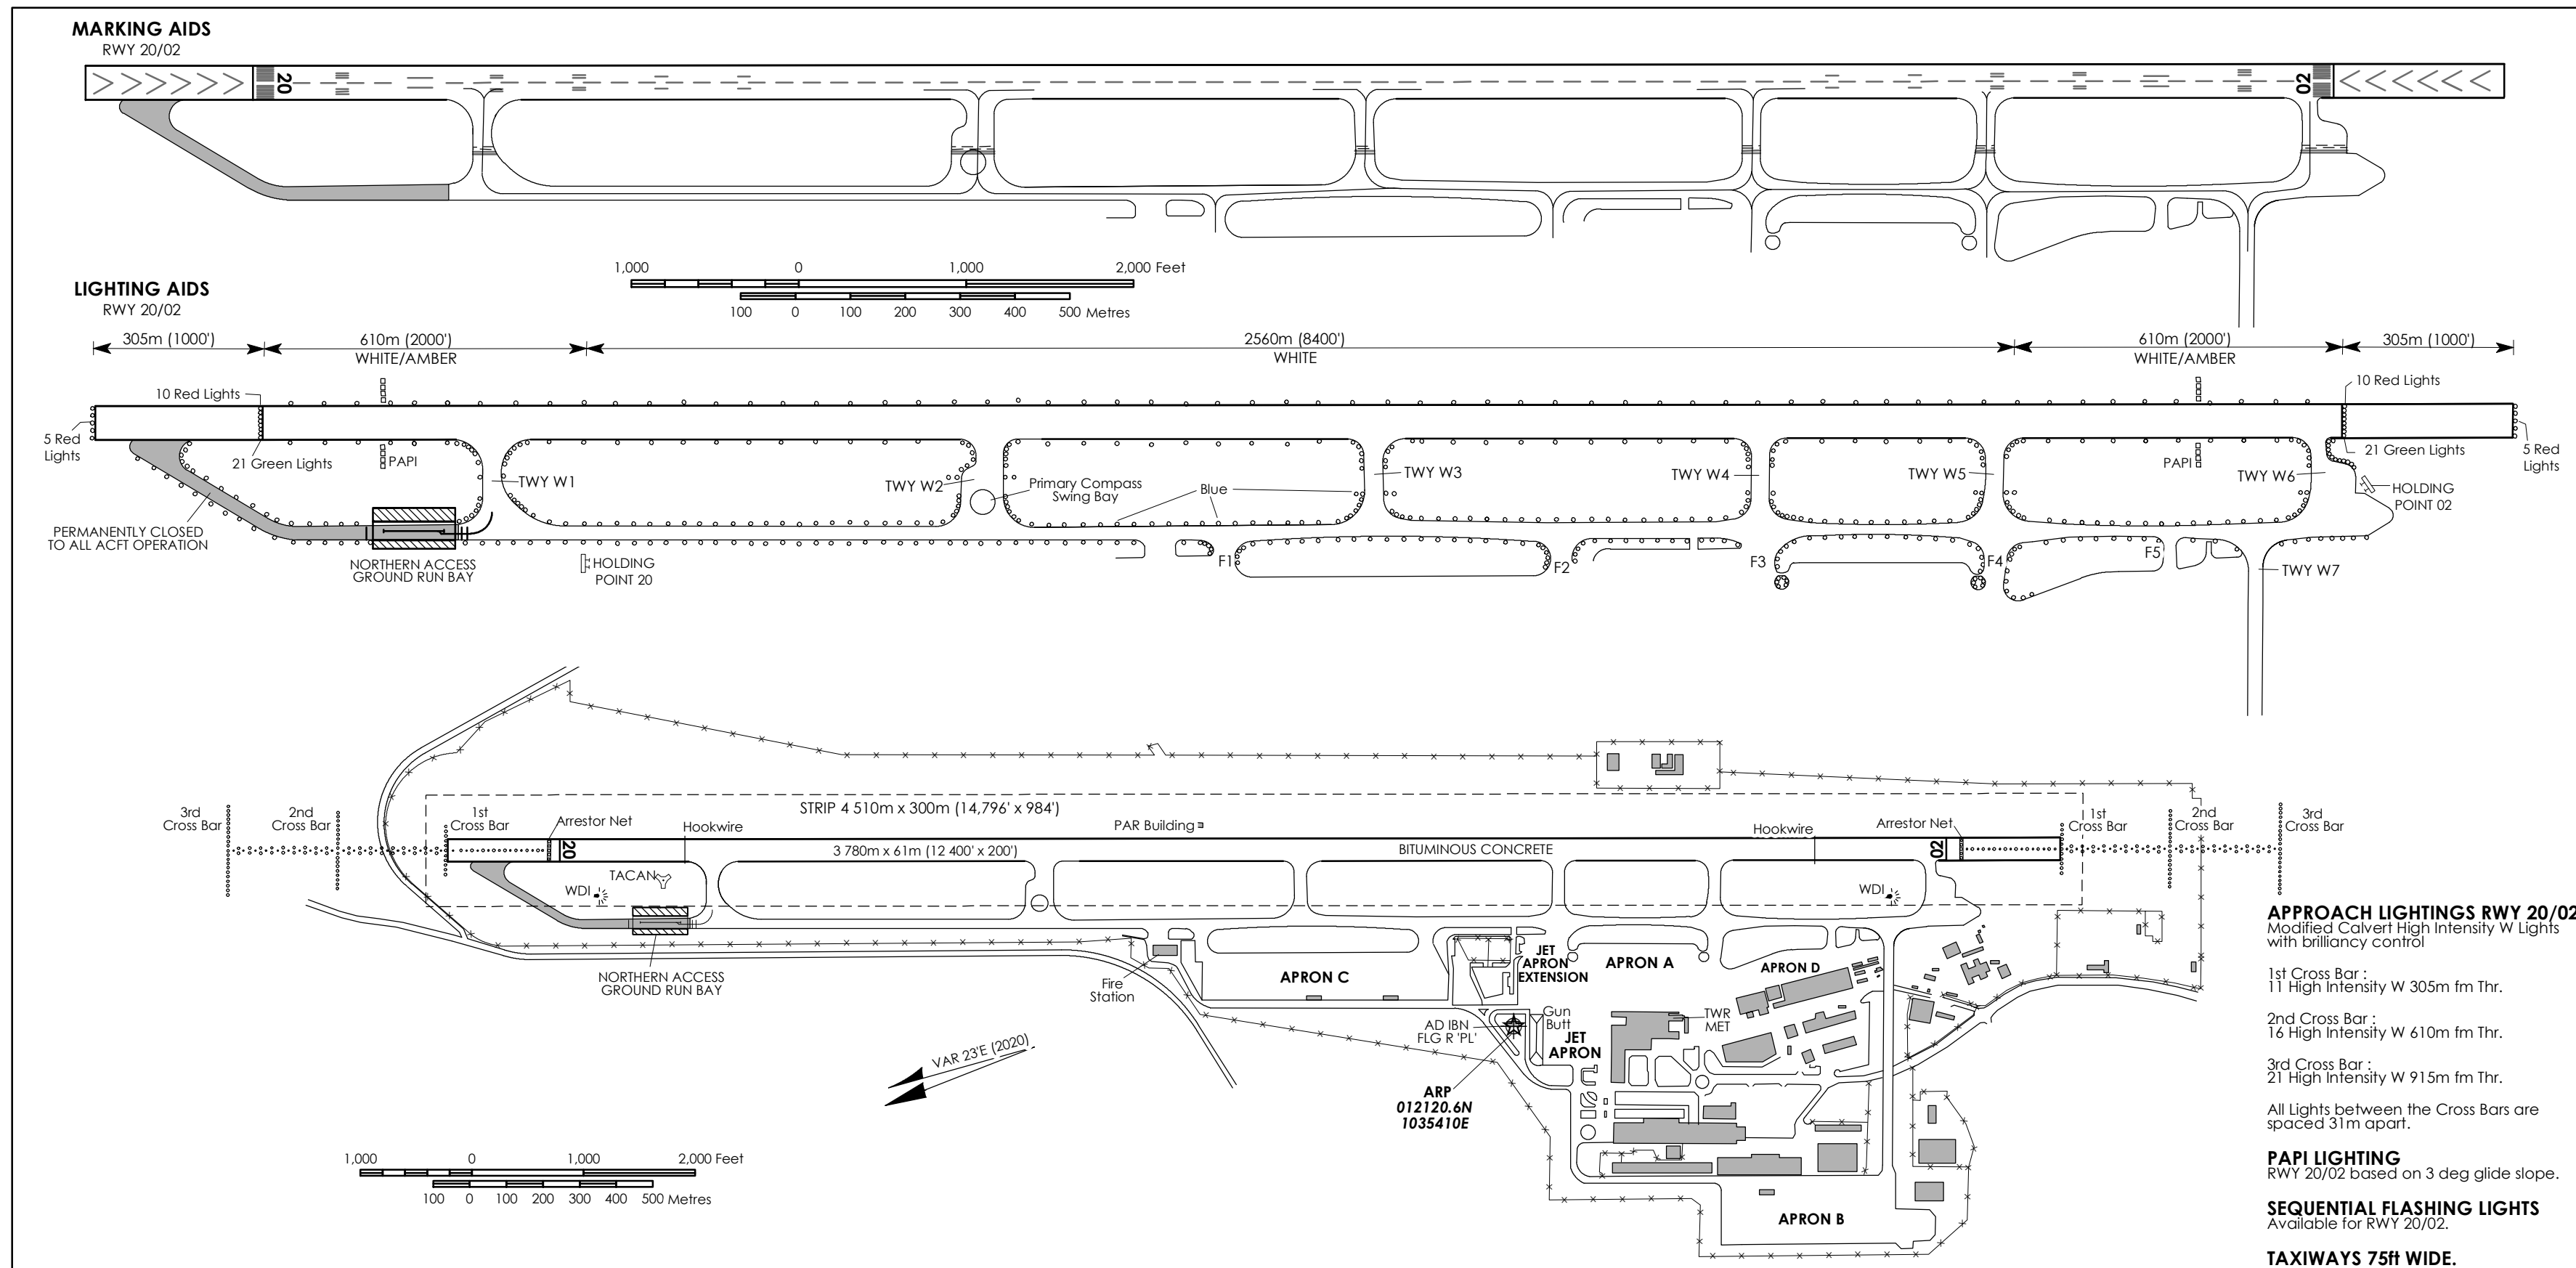 MARKING AIDS
RWY 20/02
20
02
1,000 0 1,000 2,000 Feet
100 0 100 200 300 400 500 Metres
LIGHTING AIDS
RWY 20/02
305m (1000')
610m (2000')
WHITE/AMBER
2560m (8400')
WHITE
610m (2000')
WHITE/AMBER
305m (1000')
10 Red Lights
10 Red Lights
5 Red
Lights
21 Green Lights
PAPI
PAPI
21 Green Lights
5 Red
Lights
TWY W1
TWY W2
Primary Compass
Swing Bay
Blue
TWY W3
TWY W4
TWY W5
TWY W6
HOLDING
POINT 02
PERMANENTLY CLOSED
TO ALL ACFT OPERATION
NORTHERN ACCESS
GROUND RUN BAY
HOLDING
POINT 20
F1
F2
F3
F4
F5
TWY W7
STRIP 4 510m x 300m (14,796' x 984')
3rd
Cross Bar
2nd
Cross Bar
1st
Cross Bar
Arrestor Net
Hookwire
PAR Building
Hookwire
Arrestor Net
1st
Cross Bar
2nd
Cross Bar
3rd
Cross Bar
20
3 780m x 61m (12 400' x 200')
BITUMINOUS CONCRETE
02
WDI
TACAN
WDI
NORTHERN ACCESS
GROUND RUN BAY
Fire
Station
APRON C
JET
APRON
EXTENSION
APRON A
APRON D
AD IBN
FLG R 'PL'
Gun
Butt
JET
APRON
TWR
MET
VAR 23'E (2020)
ARP
012120.6N
1035410E
APRON B
1,000 0 1,000 2,000 Feet
100 0 100 200 300 400 500 Metres
APPROACH LIGHTINGS RWY 20/02
Modified Calvert High Intensity W Lights
with brilliancy control
1st Cross Bar :
11 High Intensity W 305m fm Thr.
2nd Cross Bar :
16 High Intensity W 610m fm Thr.
3rd Cross Bar :
21 High Intensity W 915m fm Thr.
All Lights between the Cross Bars are
spaced 31m apart.
PAPI LIGHTING
RWY 20/02 based on 3 deg glide slope.
SEQUENTIAL FLASHING LIGHTS
Available for RWY 20/02.
TAXIWAYS 75ft WIDE.